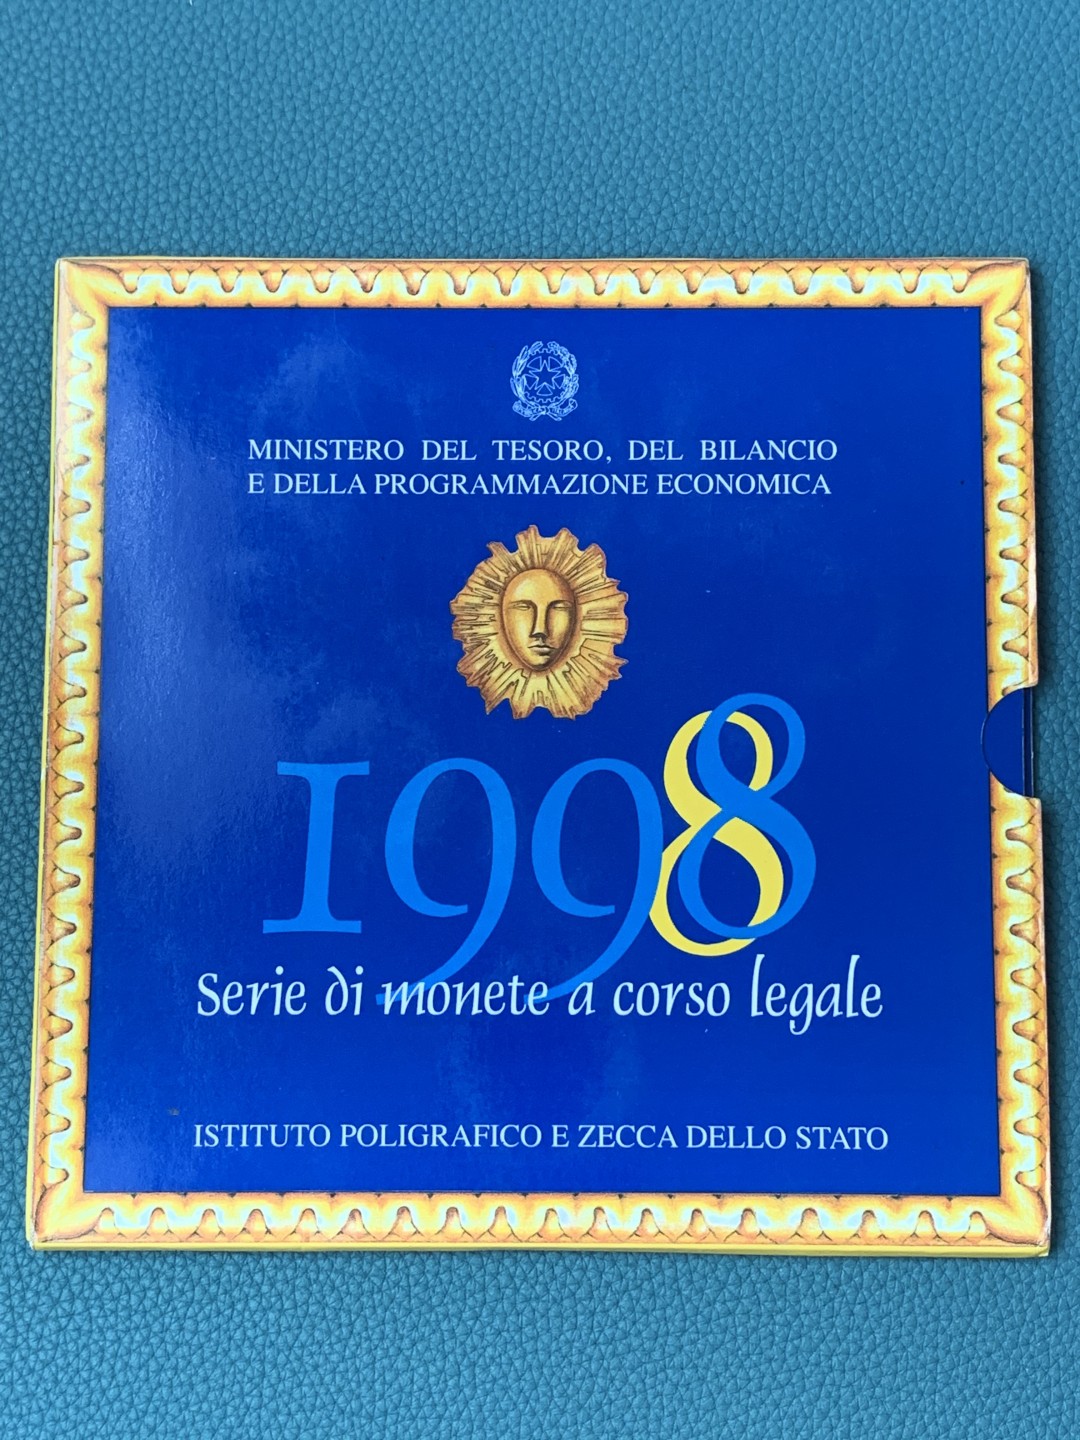 MINISTERO DEL TESORO, DEL BILANCIO
E DELLA PROGRAMMAZIONE ECONOMICA
1998
Serie di monete a corso legale
ISTITUTO POLIGRAFICO E ZECCA DELLO STATO